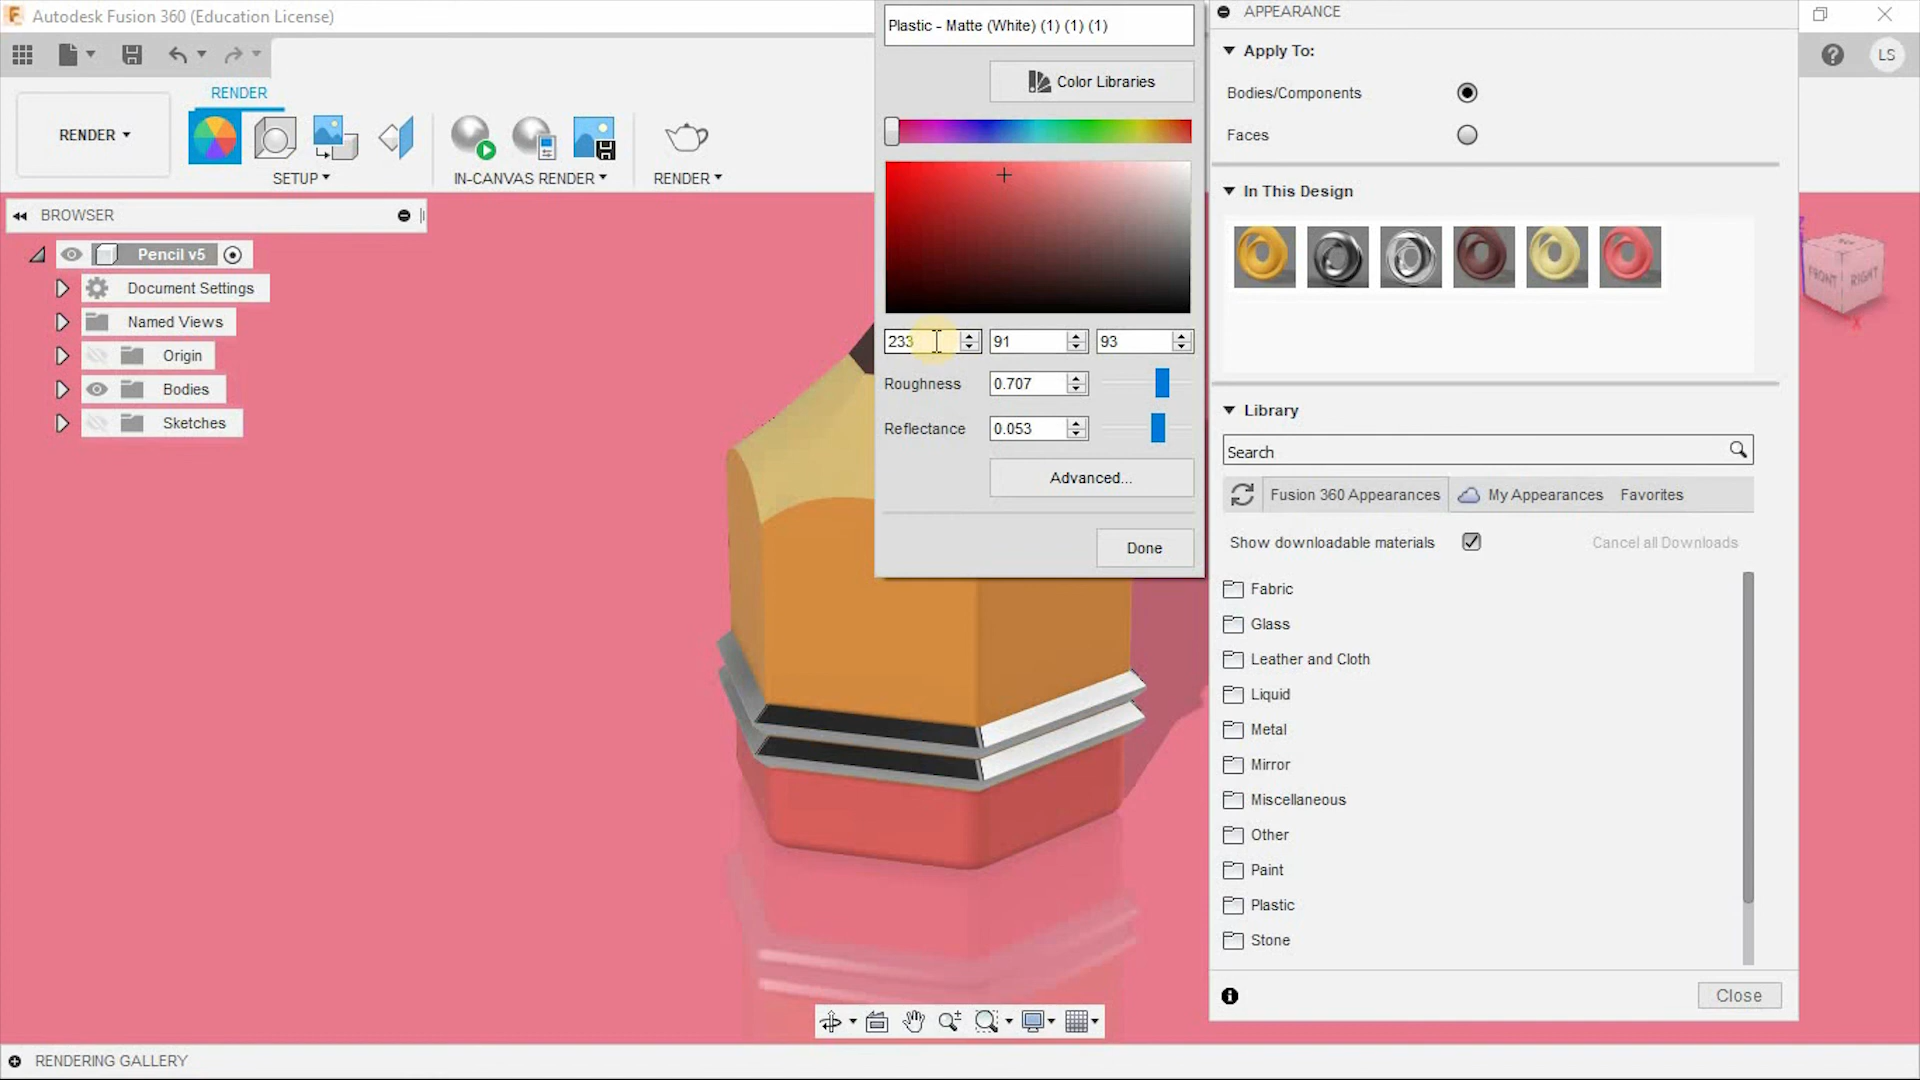 Autodesk Fusion 360 (Education License)
LS
RENDER
RENDER
SETUP
IN-CANVAS RENDER
RENDER
BROWSER
Pencil v5
Document Settings
Named Views
Origin
Bodies
Sketches
Plastic - Matte (White) (1) (1) (1)
Color Libraries
233
91
93
Roughness
0.707
Reflectance
0.053
Advanced...
Done
APPEARANCE
Apply To:
Bodies/Components
Faces
In This Design
Library
Search
Fusion 360 Appearances
My Appearances
Favorites
Show downloadable materials
Cancel all Downloads
Fabric
Glass
Leather and Cloth
Liquid
Metal
Mirror
Miscellaneous
Other
Paint
Plastic
Stone
Close
FRONT
RIGHT
X
RENDERING GALLERY